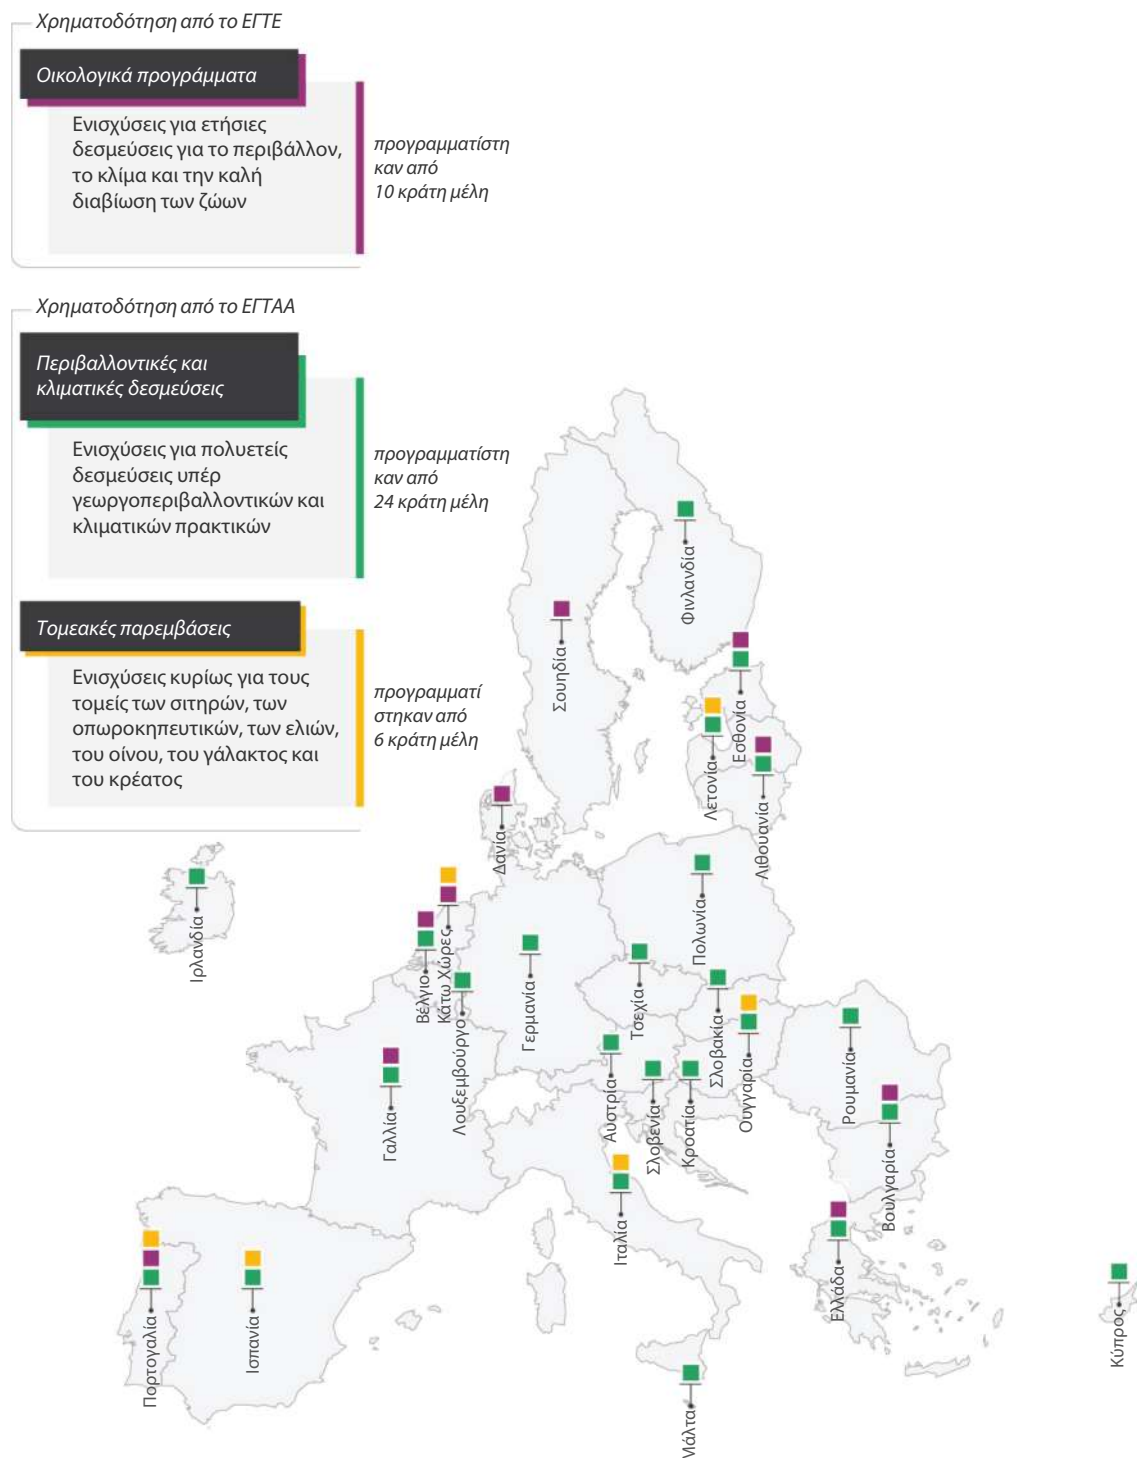 Χρηματοδότηση από το ΕΓΤΕ
Οικολογικά προγράμματα
Ενισχύσεις για ετήσιες
δεσμεύσεις για το περιβάλλον,
το κλίμα και την καλή
διαβίωση των ζώων
προγραμματίστη
καν από
10 κράτη μέλη
Χρηματοδότηση από το ΕΓΤΑΑ
Περιβαλλοντικές και
κλιματικές δεσμεύσεις
Ενισχύσεις για πολυετείς
δεσμεύσεις υπέρ
γεωργοπεριβαλλοντικών και
κλιματικών πρακτικών
προγραμματίστη
καν από
24 κράτη μέλη
Τομεακές παρεμβάσεις
Ενισχύσεις κυρίως για τους
τομείς των σιτηρών, των
οπωροκηπευτικών, των ελιών,
του οίνου, του γάλακτος και
του κρέατος
προγραμματί
στηκαν από
6 κράτη μέλη
Φινλανδία
Σουηδία
Εσθονία
Λετονία
Λιθουανία
Δανία
Ιρλανδία
Βέλγιο
Κάτω Χώρες
Λουξεμβούργο
Γερμανία
Πολωνία
Τσεχία
Σλοβακία
Ουγγαρία
Ρουμανία
Αυστρία
Σλοβενία
Κροατία
Γαλλία
Βουλγαρία
Ιταλία
Ελλάδα
Πορτογαλία
Ισπανία
Μάλτα
Κύπρος